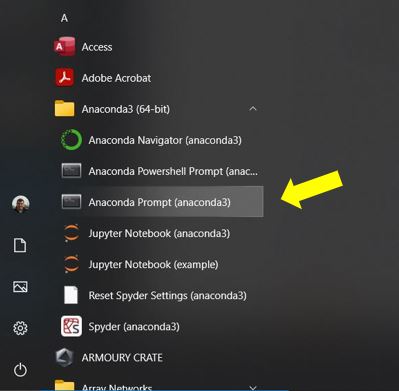 A
Access
Adobe Acrobat
Anaconda3 (64-bit)
Anaconda Navigator (anaconda3)
Anaconda Powershell Prompt (anac...
Anaconda Prompt (anaconda3)
Jupyter Notebook (anaconda3)
Jupyter Notebook (example)
Reset Spyder Settings (anaconda3)
Spyder (anaconda3)
ARMOURY CRATE
Array Networks